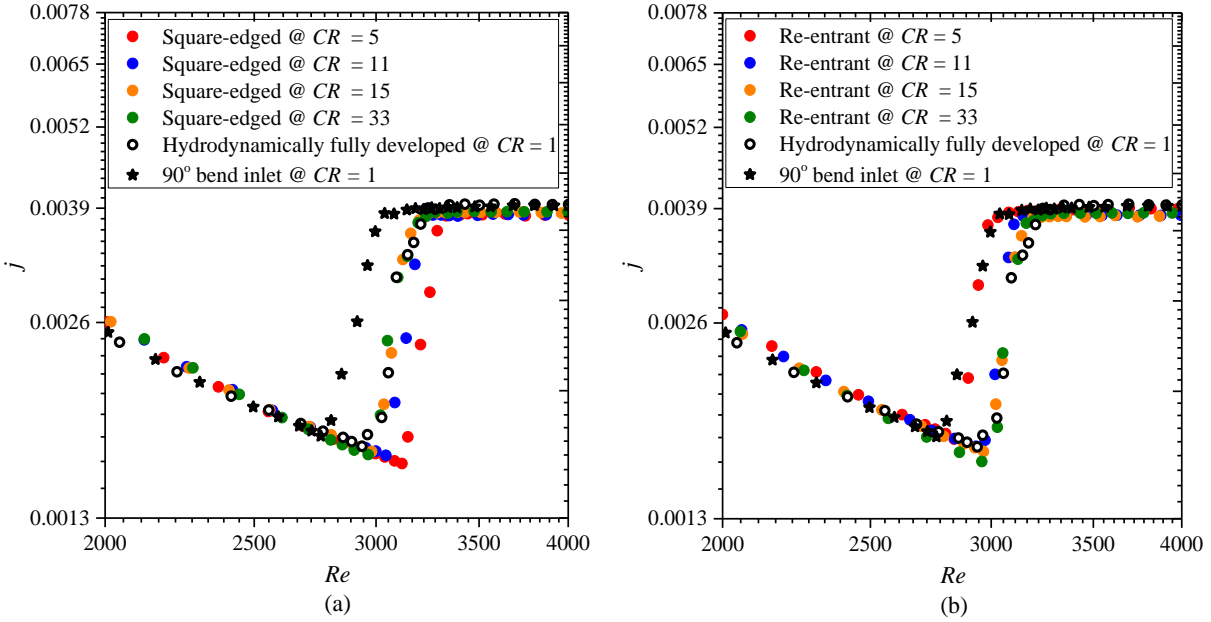 0.0078
0.0065
0.0052
0.0039
0.0026
0.0013
j
Square-edged @ CR = 5
Square-edged @ CR = 11
Square-edged @ CR = 15
Square-edged @ CR = 33
Hydrodynamically fully developed @ CR = 1
90° bend inlet @ CR = 1
2000 2500 3000 3500 4000
Re
(a)
0.0078
0.0065
0.0052
0.0039
0.0026
0.0013
j
Re-entrant @ CR = 5
Re-entrant @ CR = 11
Re-entrant @ CR = 15
Re-entrant @ CR = 33
Hydrodynamically fully developed @ CR = 1
90° bend inlet @ CR = 1
2000 2500 3000 3500 4000
Re
(b)